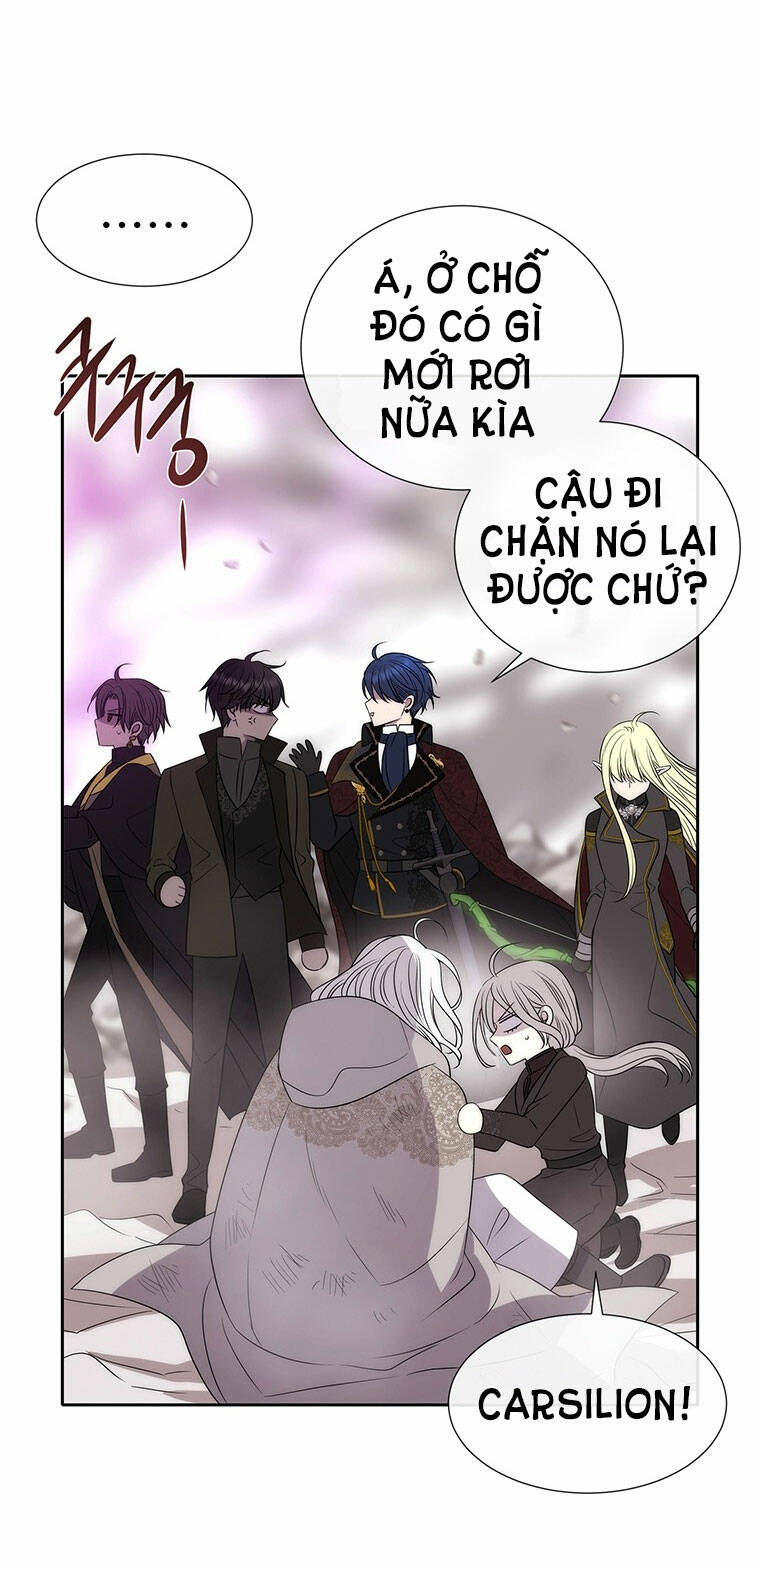 ......
Á, Ở CHỖ
ĐÓ CÓ GÌ
MỚI RƠI
NỮA KÌA
CẬU ĐI
CHẶN NÓ LẠI
ĐƯỢC CHỨ?
CARSILION!